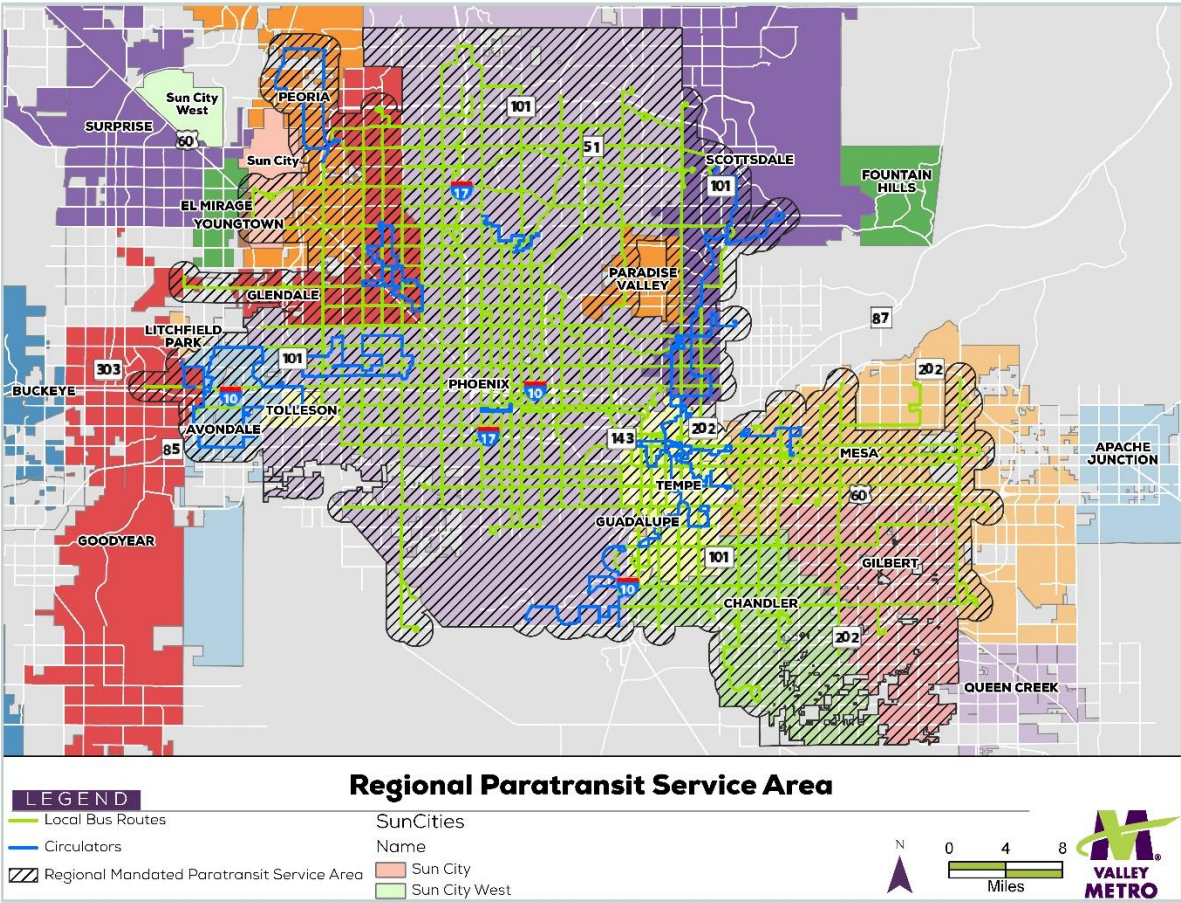 PEORIA
Sun City
West
101
SURPRISE
60
51
Sun City
SCOTTSDALE
101
FOUNTAIN
HILLS
17
EL MIRAGE
YOUNGTOWN
PARADISE
VALLEY
GLENDALE
87
LITCHFIELD
PARK
101
303
202
BUCKEYE
PHOENIX
10
10
TOLLESON
AVONDALE
17
143
202
85
MESA
APACHE
JUNCTION
TEMPE
60
GUADALUPE
GOODYEAR
101
GILBERT
10
CHANDLER
202
QUEEN CREEK
Regional Paratransit Service Area
LEGEND
Local Bus Routes
Circulators
Regional Mandated Paratransit Service Area
SunCities
Name
Sun City
Sun City West
N
0 4 8
Miles
VALLEY
METRO®